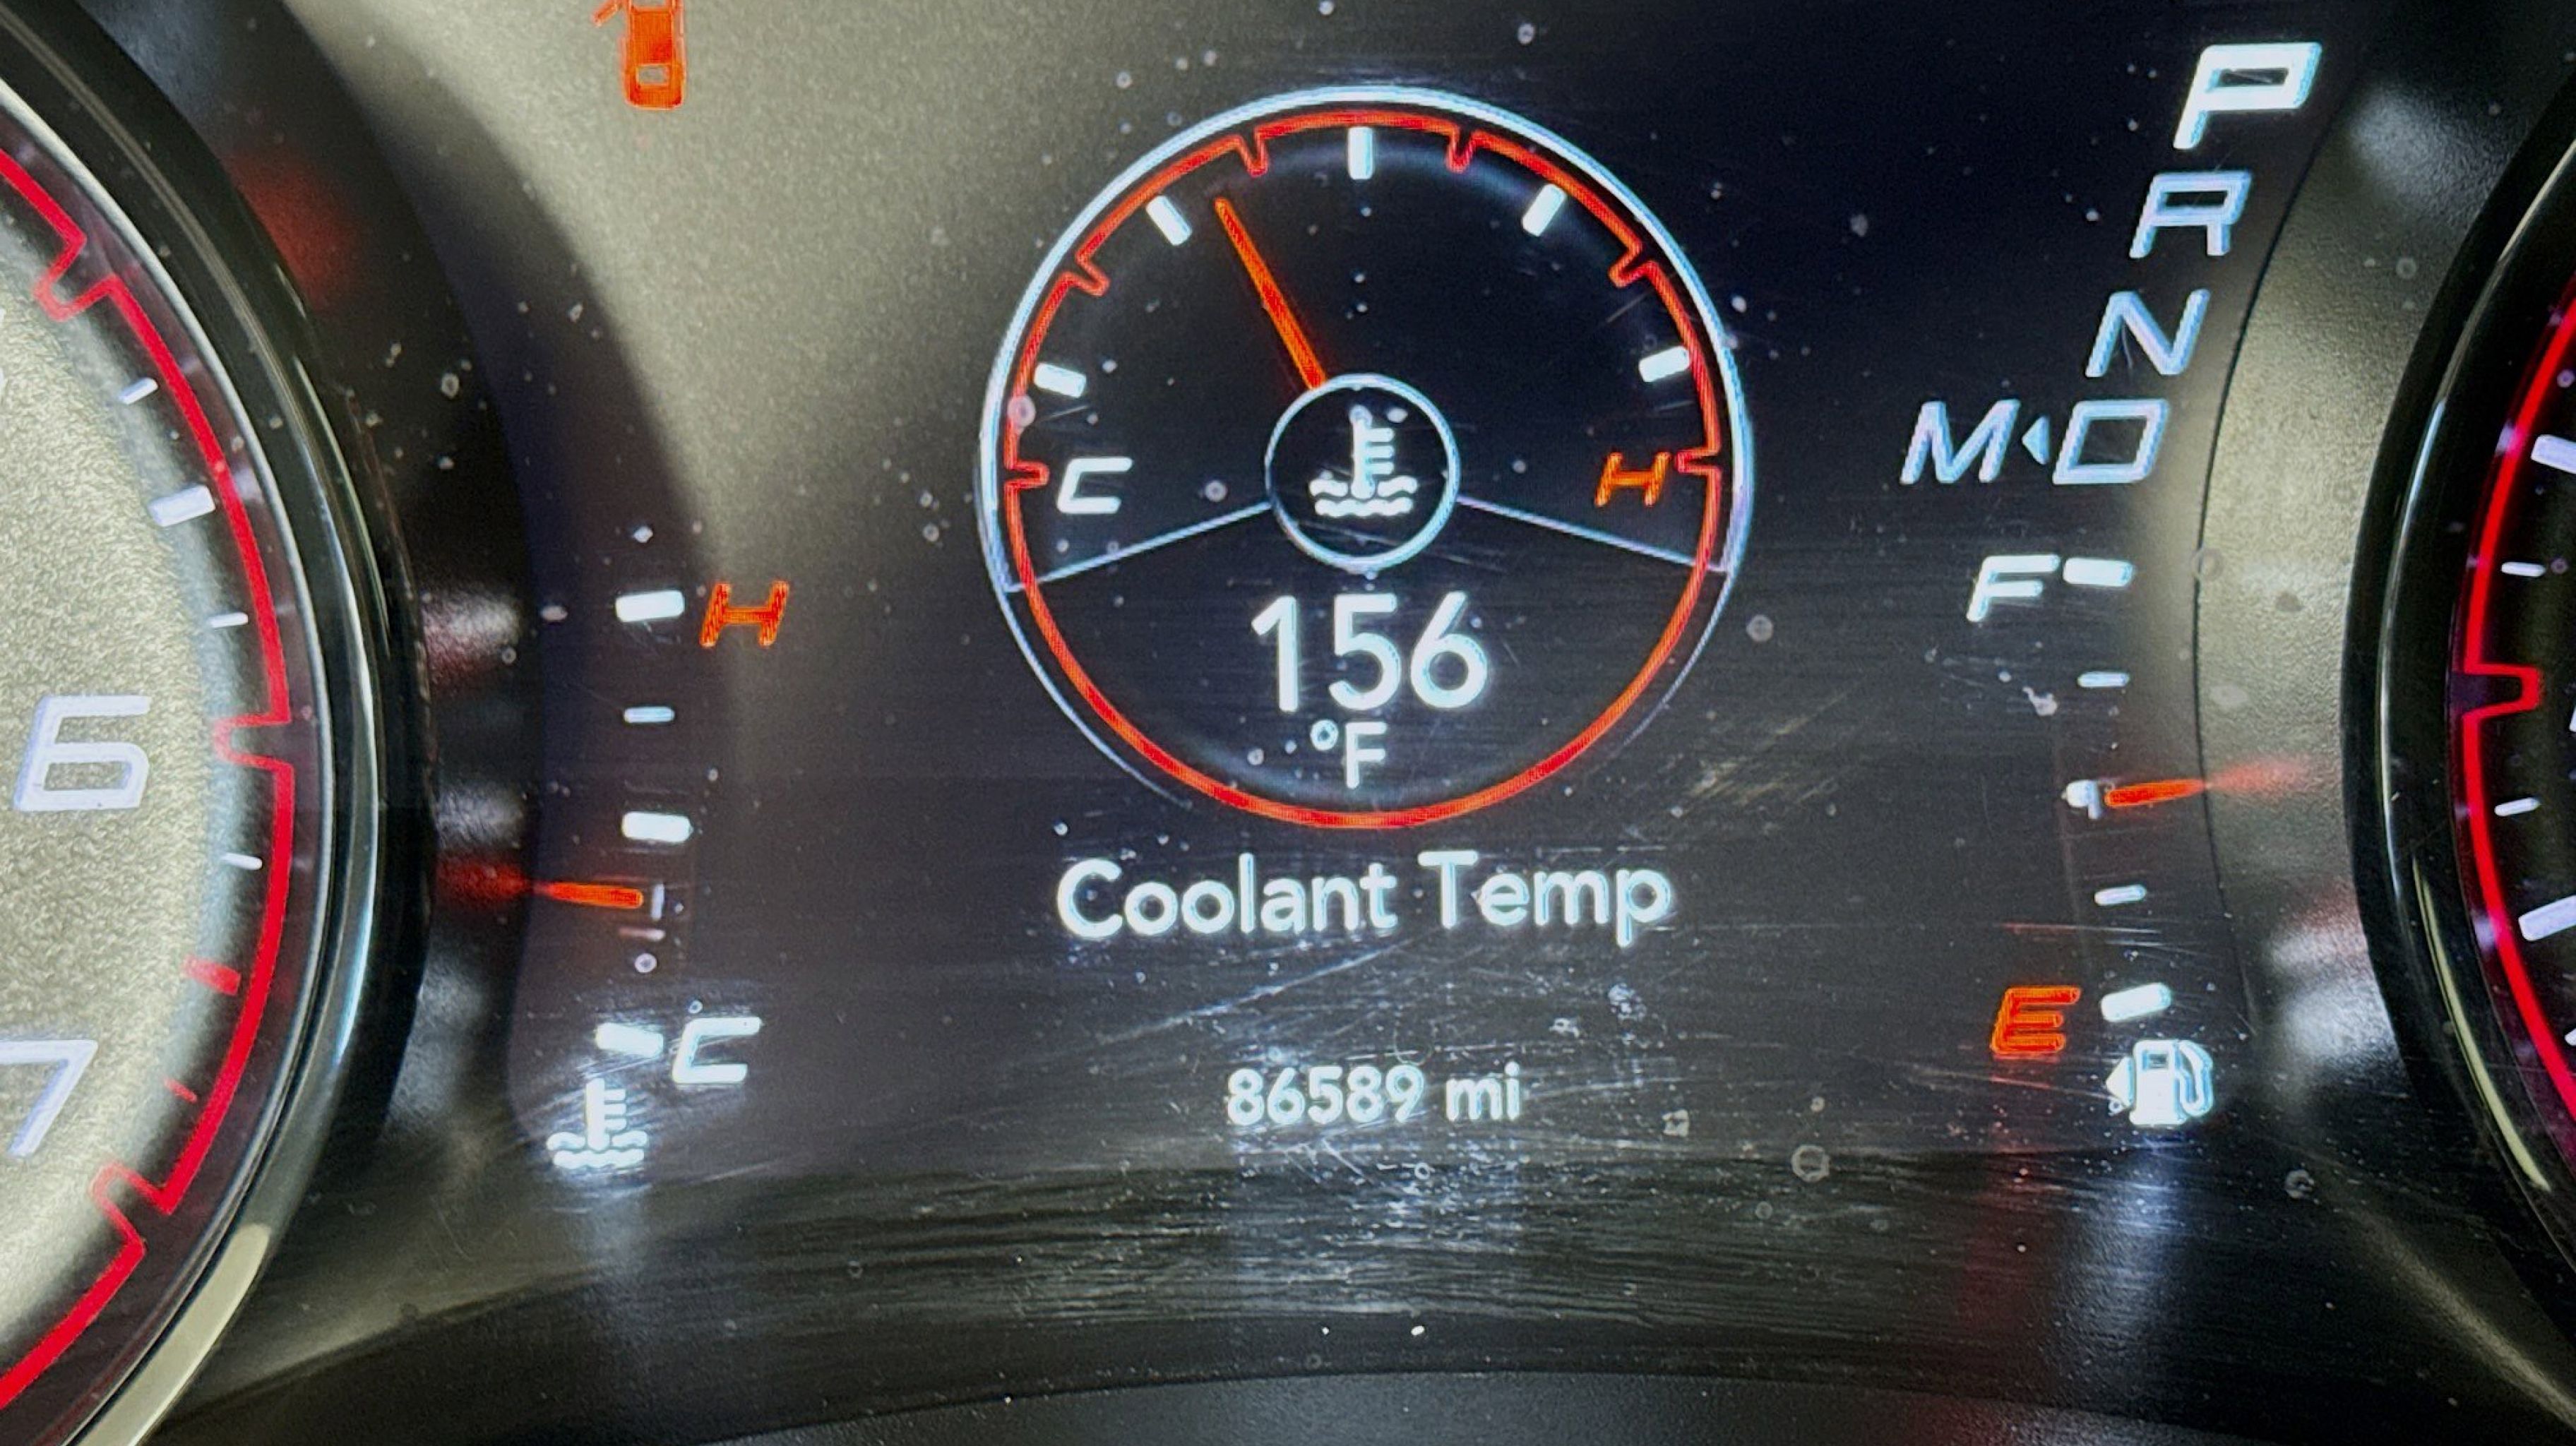 P
R
N
M D
C H
F
H
156
°F
6
Coolant Temp
E
C
7
86589 mi